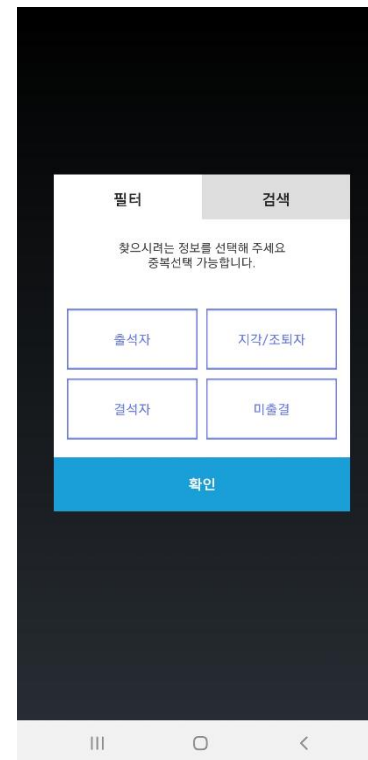 필터
검색
찾으시려는 정보를 선택해 주세요
중복선택 가능합니다.
출석자
지각/조퇴자
결석자
미출결
확인